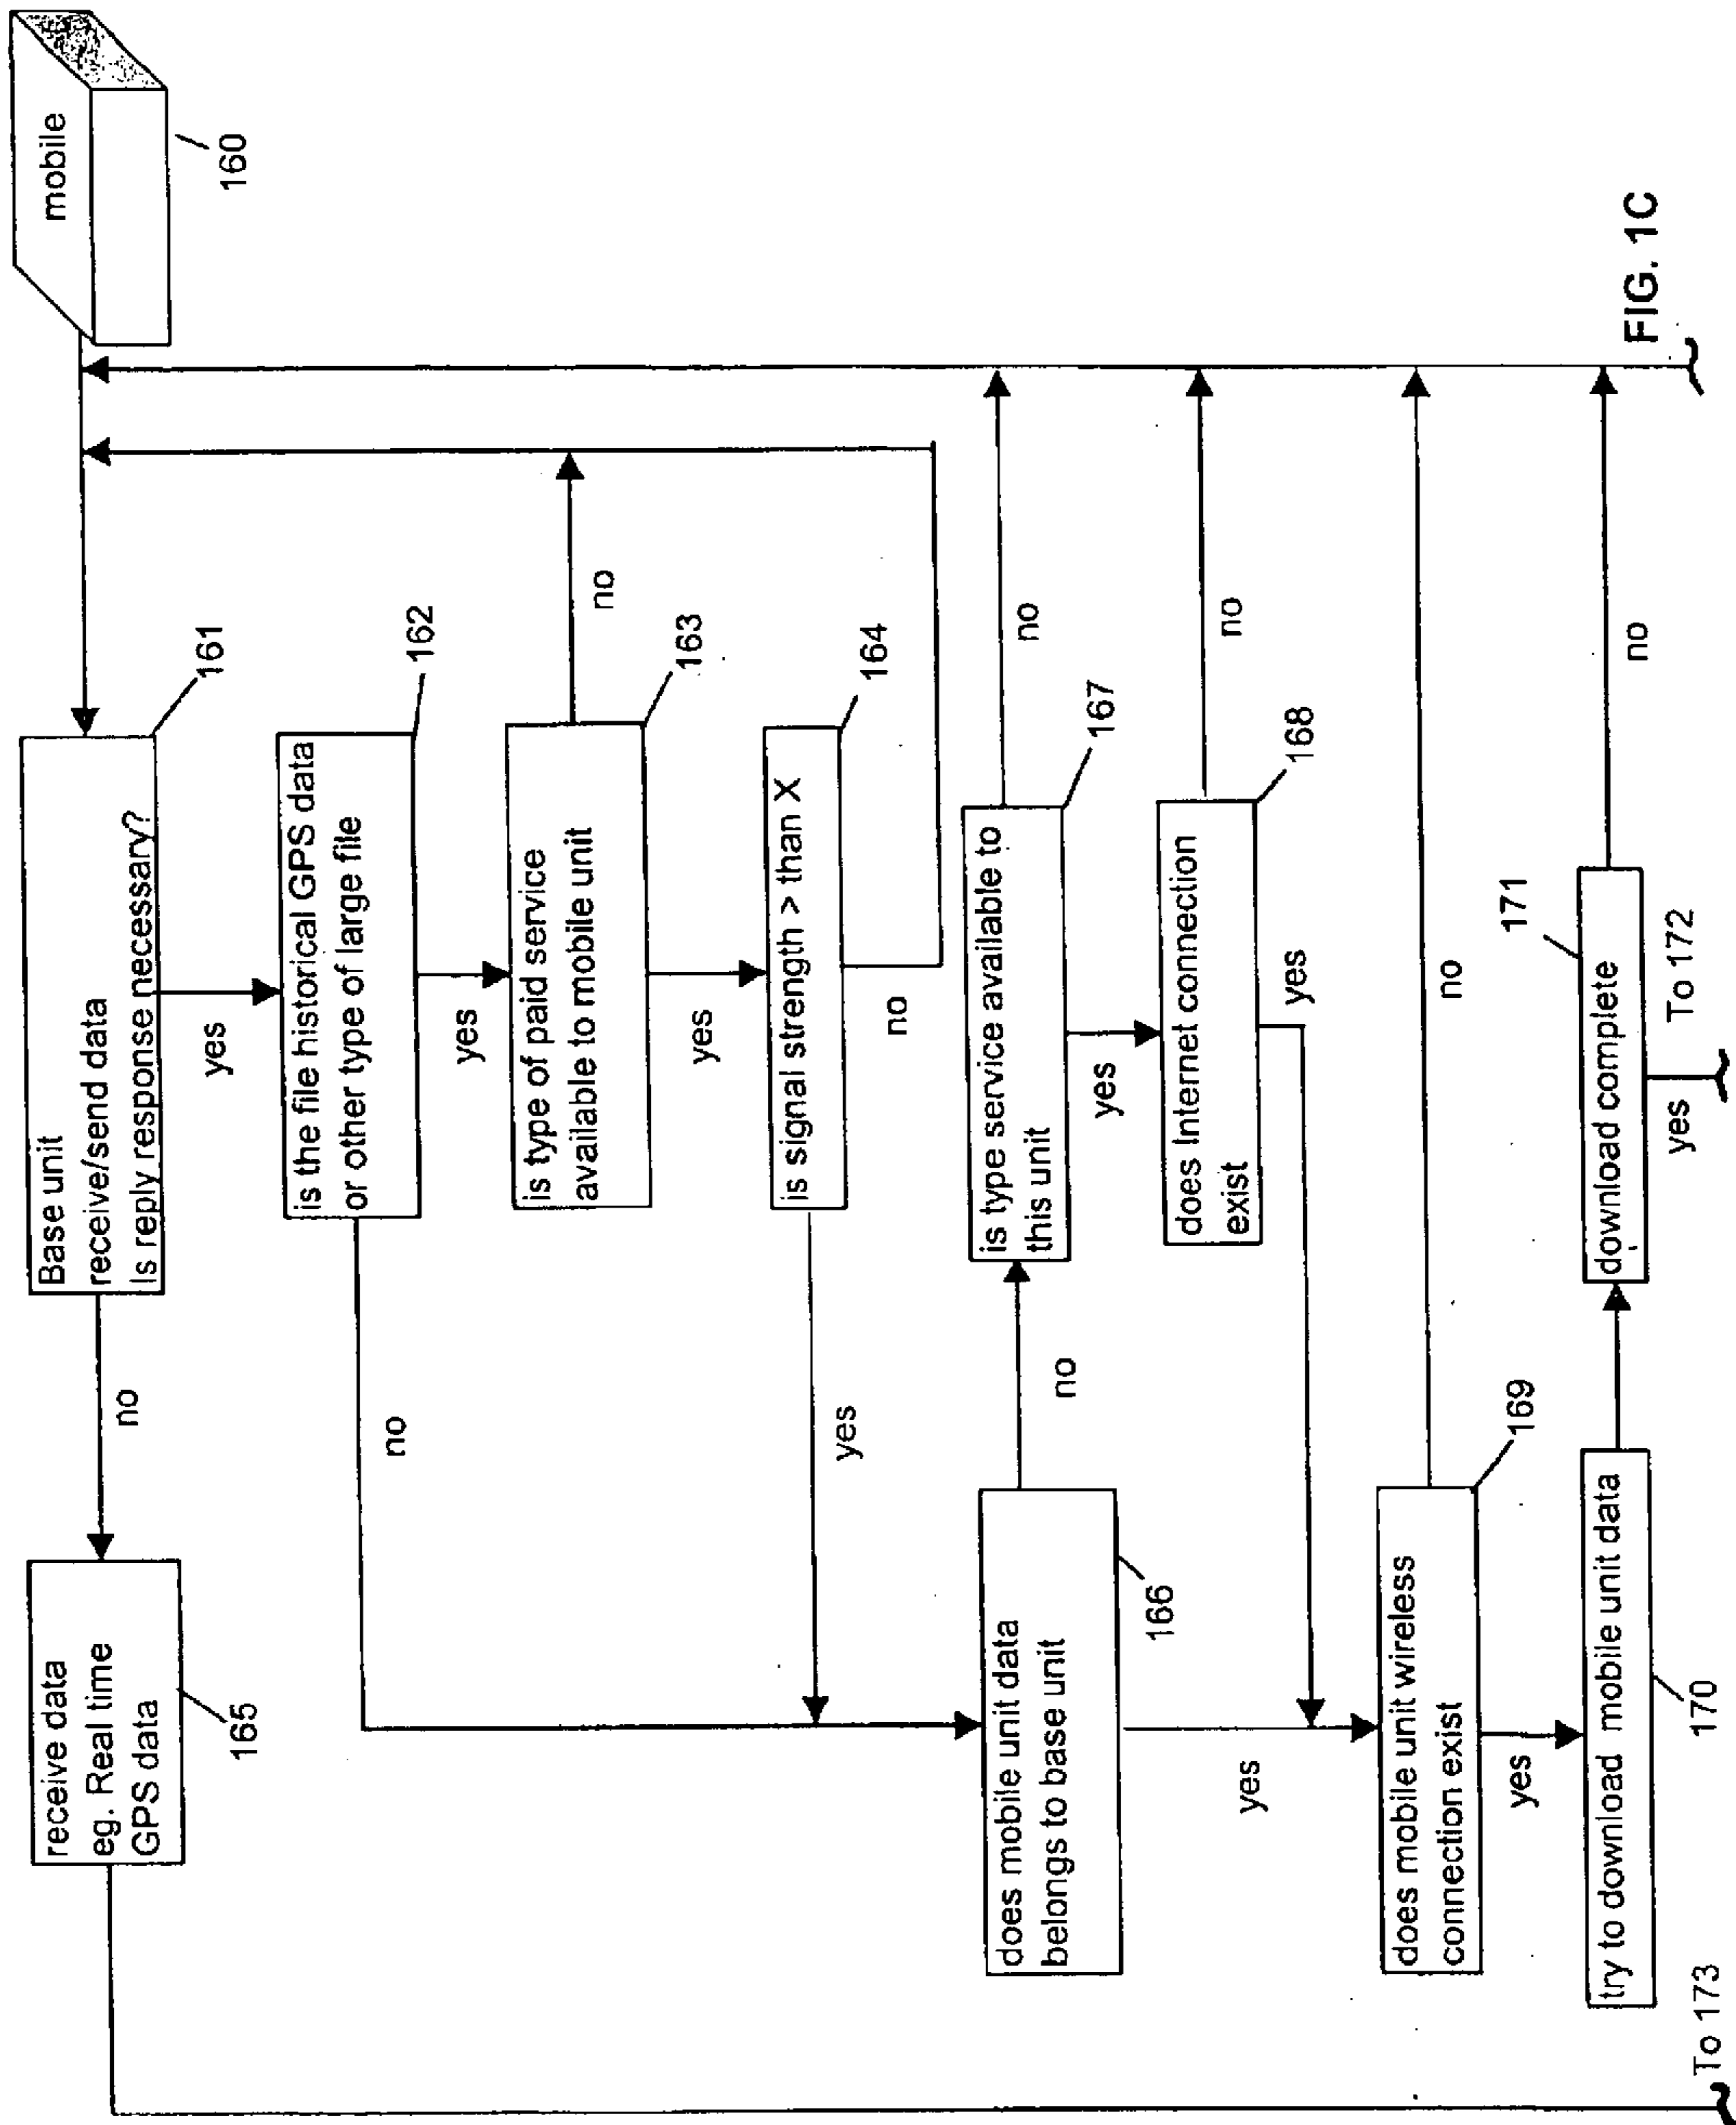 mobile
160
Base unit
receive/send data
Is reply response necessary?
161
no
yes
receive data
eg. Real time
GPS data
165
is the file historical GPS data
or other type of large file
162
no
yes
is type of paid service
available to mobile unit
163
no
yes
is signal strength > than X
164
yes
no
does mobile unit data
belongs to base unit
166
no
yes
is type service available to
this unit
167
no
yes
does Internet connection
exist
168
no
yes
does mobile unit wireless
connection exist
169
no
yes
try to download mobile unit data
170
download complete
171
no
yes
To 172
To 173
FIG. 1C